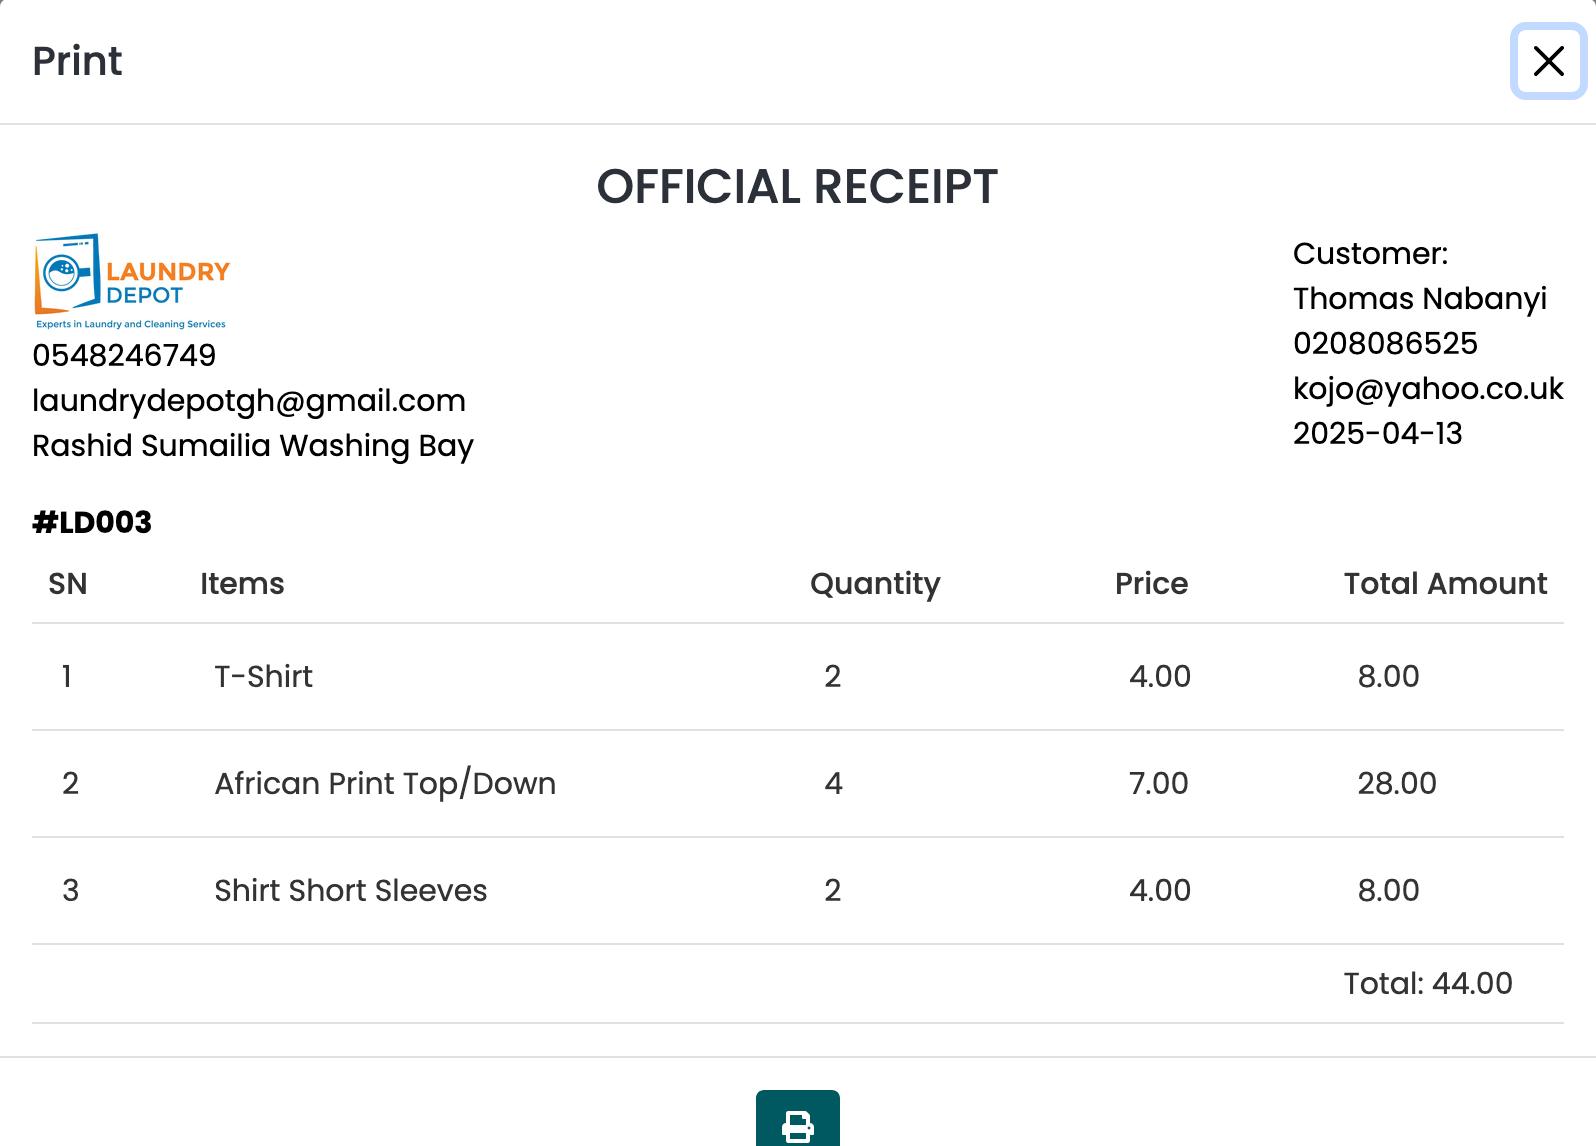 Print
OFFICIAL RECEIPT
LAUNDRY
DEPOT
Experts in Laundry and Cleaning Services
0548246749
laundrydepotgh@gmail.com
Rashid Sumailia Washing Bay
Customer:
Thomas Nabanyi
0208086525
kojo@yahoo.co.uk
2025-04-13
#LD003
SN Items Quantity Price Total Amount
1 T-Shirt 2 4.00 8.00
2 African Print Top/Down 4 7.00 28.00
3 Shirt Short Sleeves 2 4.00 8.00
Total: 44.00